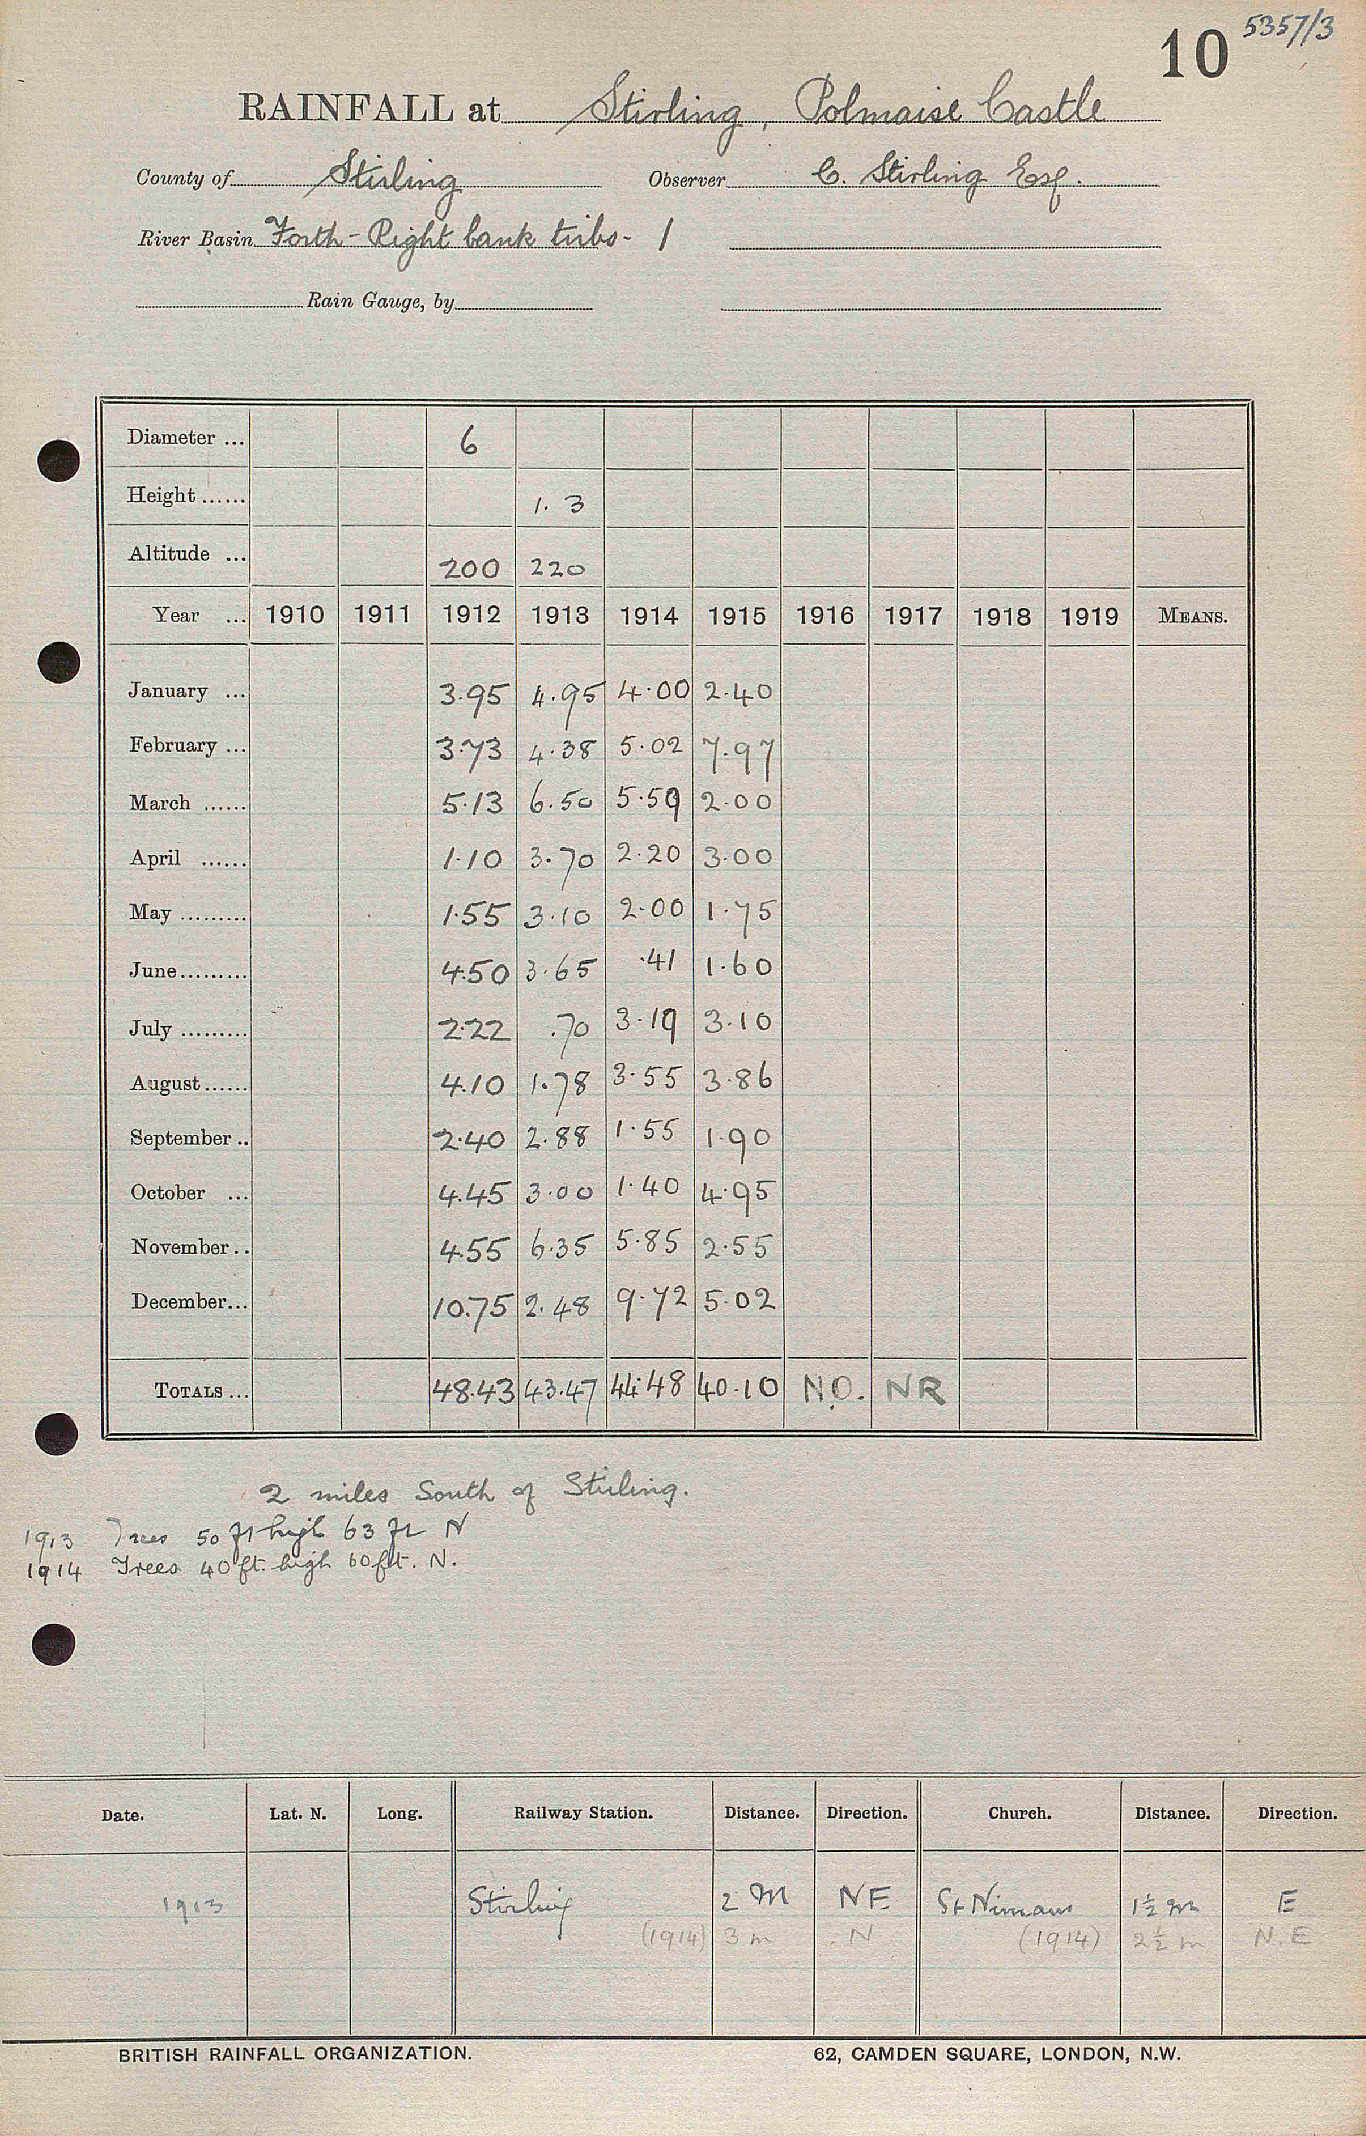 5357/3
10
RAINFALL at Stirling, Polmaise Castle
County of Stirling Observer C. Stirling Esq.
River Basin Forth - Right bank tribs - 1
Rain Gauge, by
Diameter ... 6
Height ...... 1. 3
Altitude ... 200 220
Year ... 1910 1911 1912 1913 1914 1915 1916 1917 1918 1919 MEANS.
January ... 3.95 4.95 4.00 2.40
February ... 3.73 4.38 5.02 7.97
March ...... 5.13 6.50 5.59 2.00
April ...... 1.10 3.70 2.20 3.00
May ......... 1.55 3.10 2.00 1.75
June......... 4.50 3.65 .41 1.60
July ......... 2.22 .70 3.19 3.10
August...... 4.10 1.78 3.55 3.86
September .. 2.40 2.88 1.55 1.90
October ... 4.45 3.00 1.40 4.95
November .. 4.55 6.35 5.85 2.55
December... 10.75 2.48 9.72 5.02
TOTALS ... 48.43 43.47 44.48 40.10 N.O. NR
2 miles South of Stirling.
1913 Trees 50 ft high 63 ft N
1914 Trees 40 ft. high 60 ft. N.
Date. Lat. N. Long. Railway Station. Distance. Direction. Church. Distance. Direction.
1913 Stirling 2 M NE St Ninians 1½ m E
(1914) 3 m N (1914) 2½ m N.E
BRITISH RAINFALL ORGANIZATION. 62, CAMDEN SQUARE, LONDON, N.W.